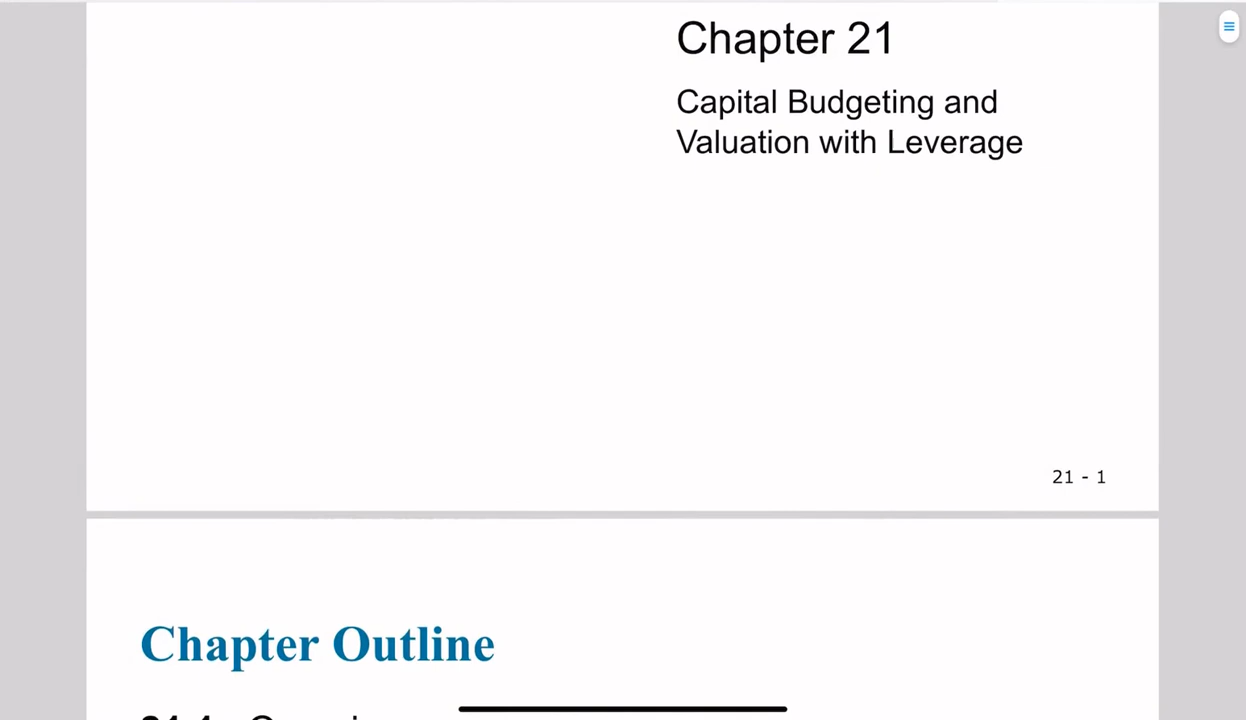 Chapter 21
Capital Budgeting and
Valuation with Leverage
21 - 1
Chapter Outline